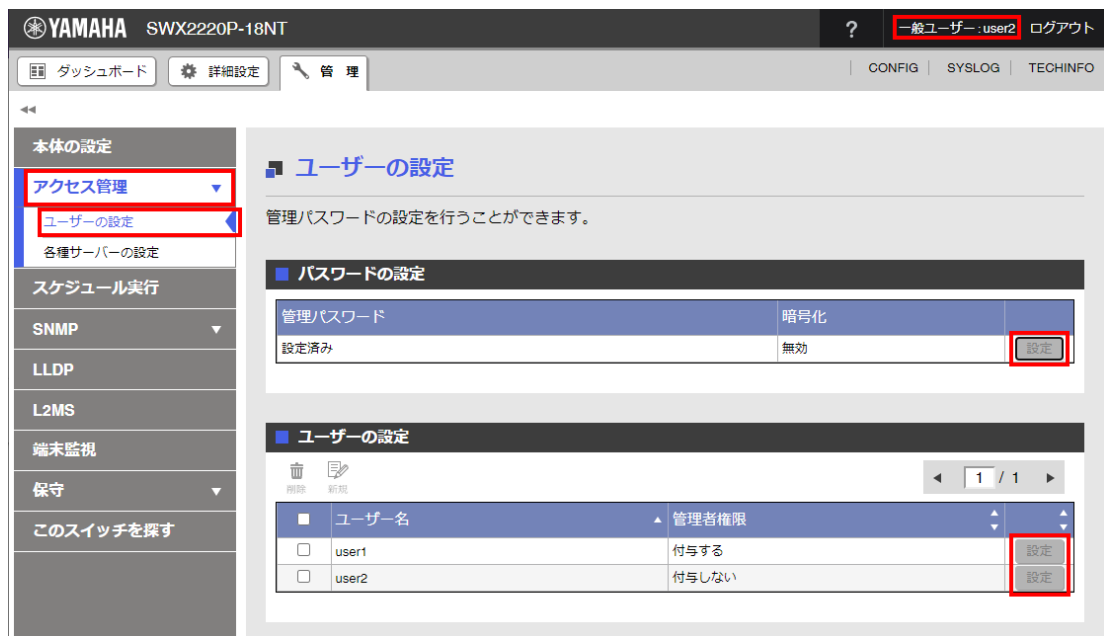 YAMAHA SWX2220P-18NT ? 一般ユーザー:user2 ログアウト
ダッシュボード 詳細設定 管 理 CONFIG SYSLOG TECHINFO
本体の設定
アクセス管理
ユーザーの設定
各種サーバーの設定
スケジュール実行
SNMP
LLDP
L2MS
端末監視
保守
このスイッチを探す
ユーザーの設定
管理パスワードの設定を行うことができます。
パスワードの設定
管理パスワード 暗号化
設定済み 無効 設定
ユーザーの設定
削除 新規 1 / 1
ユーザー名 管理者権限
user1 付与する 設定
user2 付与しない 設定